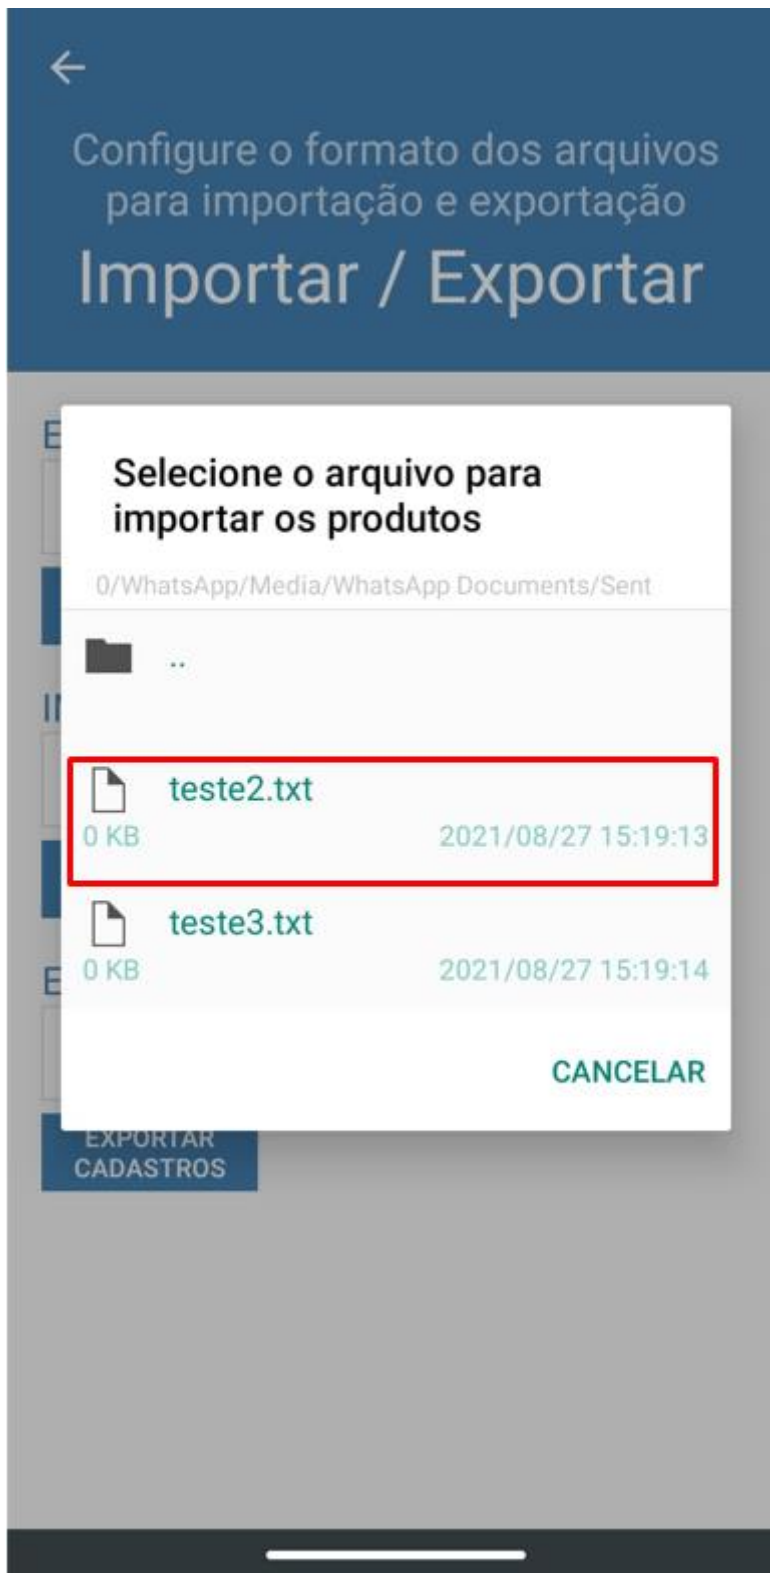 Configure o formato dos arquivos
para importação e exportação
Importar / Exportar
Selecione o arquivo para
importar os produtos
0/WhatsApp/Media/WhatsApp Documents/Sent
..
teste2.txt
0 KB 2021/08/27 15:19:13
teste3.txt
0 KB 2021/08/27 15:19:14
CANCELAR
EXPORTAR
CADASTROS